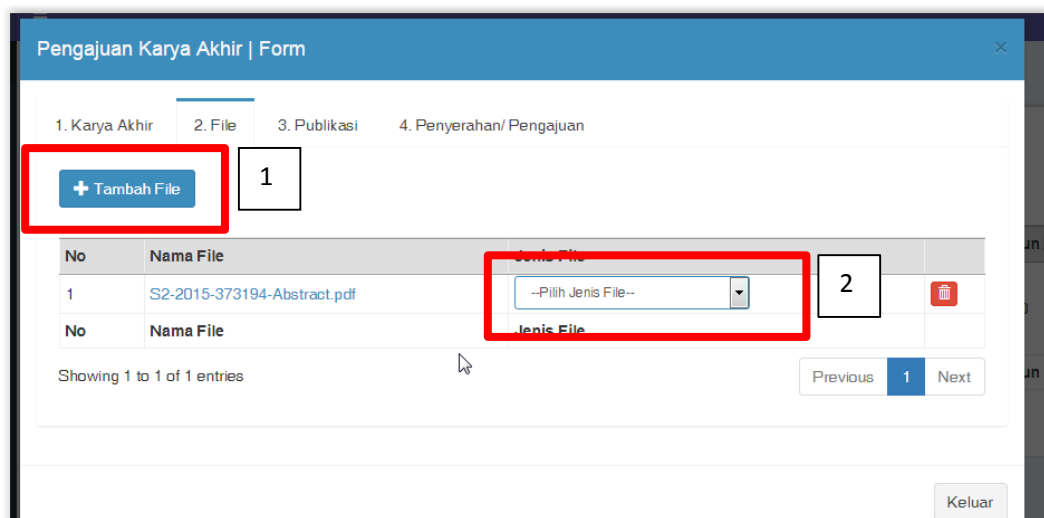 Pengajuan Karya Akhir | Form ×
1. Karya Akhir 2. File 3. Publikasi 4. Penyerahan/ Pengajuan
Tambah File
1
No Nama File Jenis File
1 S2-2015-373194-Abstract.pdf --Pilih Jenis File--
2
No Nama File Jenis File
Showing 1 to 1 of 1 entries
Previous 1 Next
Keluar